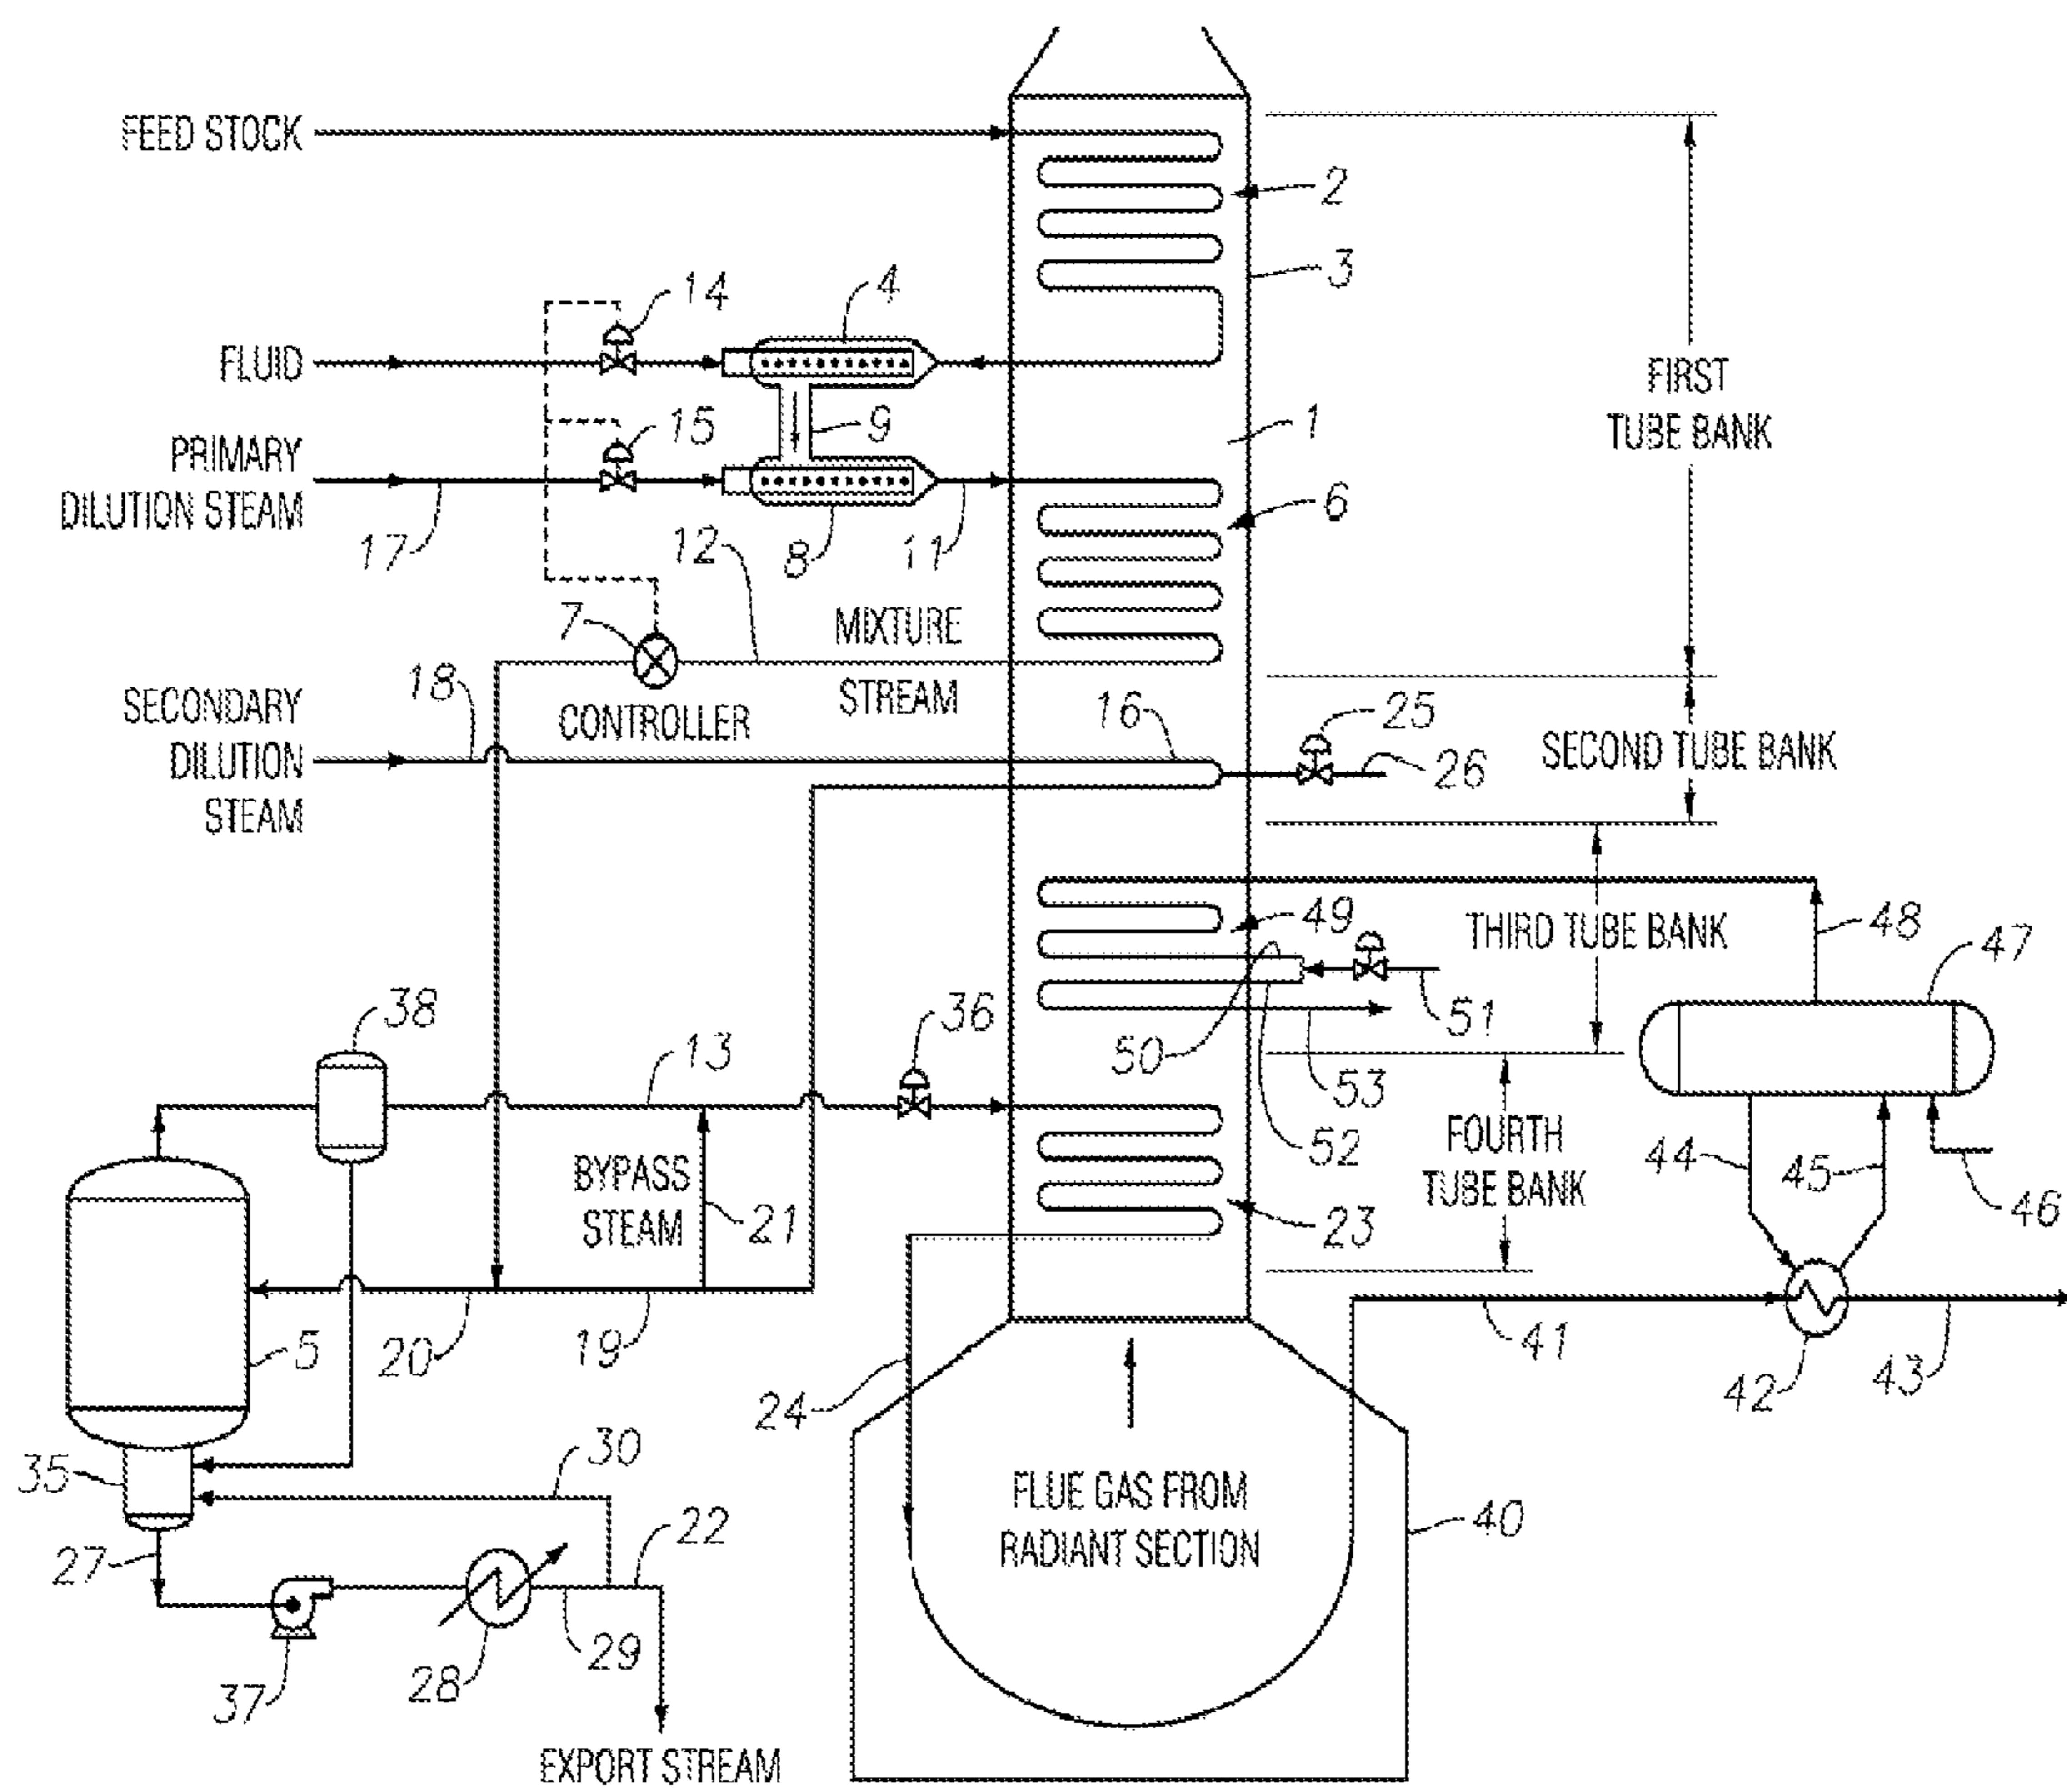 FEED STOCK
2
3
4
14
FLUID
FIRST
TUBE BANK
9
1
15
PRIMARY
DILUTION STEAM
6
17
12
8
11
7
MIXTURE
STREAM
CONTROLLER
18
SECONDARY
DILUTION
STEAM
16
25
26
SECOND TUBE BANK
49
THIRD TUBE BANK
48
47
38
13
36
50
51
53
52
FOURTH
TUBE BANK
44
45
46
BYPASS
STEAM
21
23
5
20
19
24
41
42
43
35
30
FLUE GAS FROM
RADIANT SECTION
40
27
22
37
28
29
EXPORT STREAM